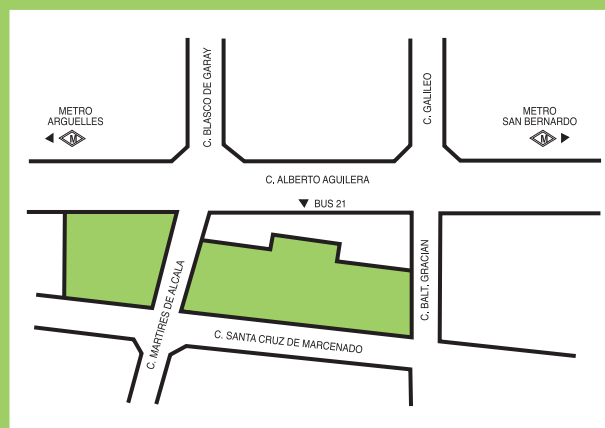 C. BLASCO DE GARAY
C. GALILEO
METRO
ARGUELLES
M
METRO
SAN BERNARDO
M
C. ALBERTO AGUILERA
BUS 21
C. MARTIRES DE ALCALA
C. BALT. GRACIAN
C. SANTA CRUZ DE MARCENADO